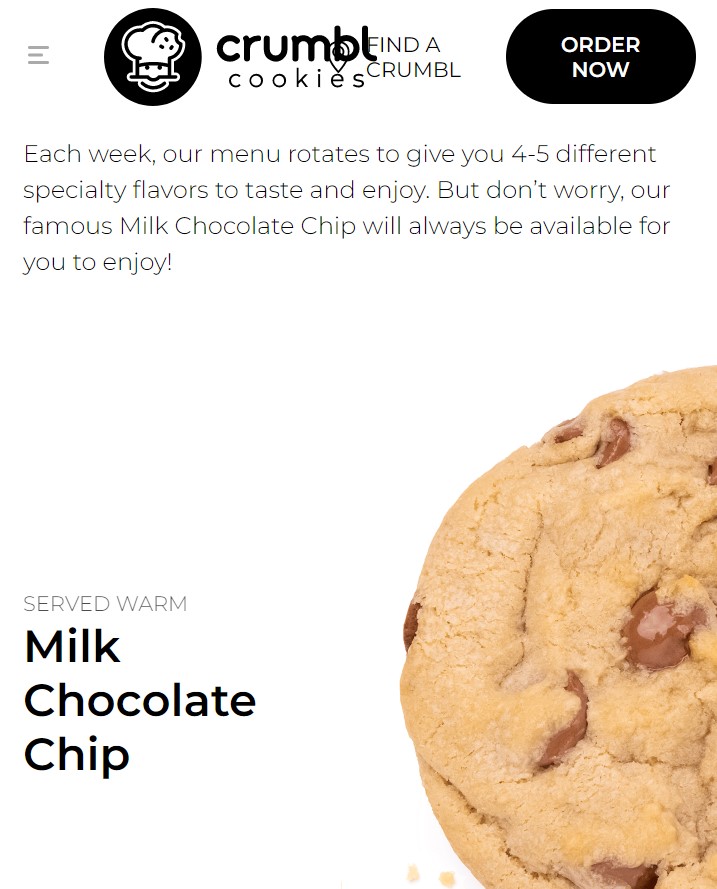 crumbl
cookies
FIND A
CRUMBL
ORDER
NOW
Each week, our menu rotates to give you 4-5 different
specialty flavors to taste and enjoy. But don’t worry, our
famous Milk Chocolate Chip will always be available for
you to enjoy!
SERVED WARM
Milk
Chocolate
Chip